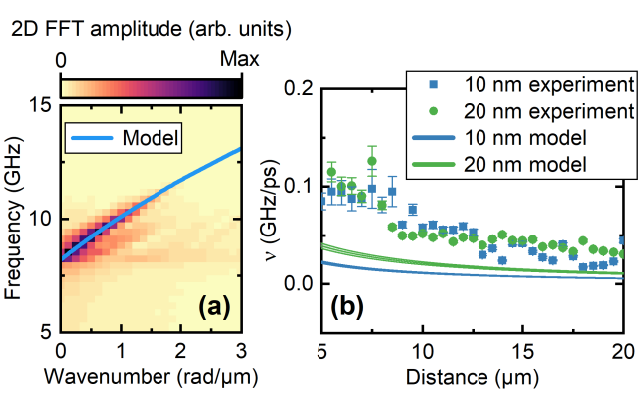 2D FFT amplitude (arb. units)
0 Max
15
10
5
Frequency (GHz)
Model
(a)
0 1 2 3
Wavenumber (rad/µm)
10 nm experiment
20 nm experiment
10 nm model
20 nm model
0.2
0.1
0.0
ν (GHz/ps)
(b)
5 10 15 20
Distance (µm)